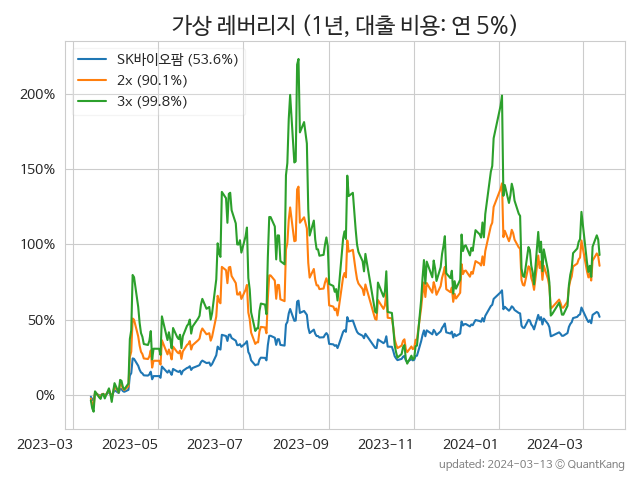 가상 레버리지 (1년, 대출 비용: 연 5%)
SK바이오팜 (53.6%)
2x (90.1%)
3x (99.8%)
200%
150%
100%
50%
0%
2023-03 2023-05 2023-07 2023-09 2023-11 2024-01 2024-03
updated: 2024-03-13 © QuantKang